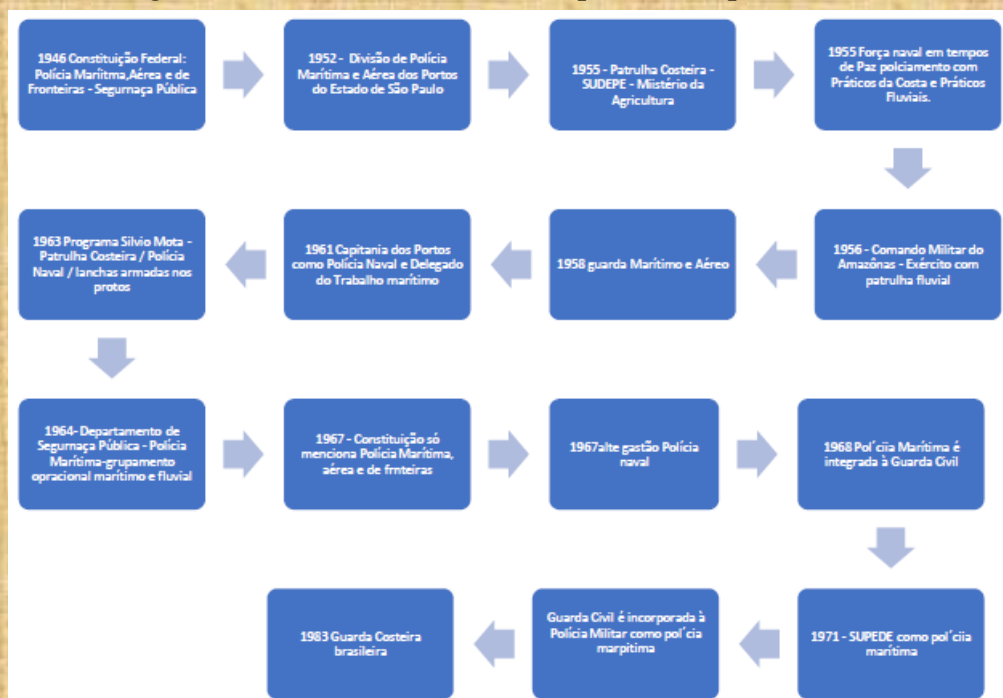 1946 Constituição Federal:
Polícia Mariítma,Aérea e de
Fronteiras - Segurnaça Pública
1952 - Divisão de Polícia
Marítima e Aérea dos Portos
do Estado de São Paulo
1955 - Patrulha Costeira -
SUDEPE - Miistério da
Agricultura
1955 Força naval em tempos
de Paz polciamento com
Práticos da Costa e Práticos
Fluviais.
1956 - Comando Militar do
Amazônas - Exército com
patrulha fluvial
1958 guarda Marítimo e Aéreo
1961 Capitania dos Portos
como Polícia Naval e Delegado
do Trabalho marítimo
1963 Programa Silvio Mota -
Patrulha Costeira / Polícia
Naval / lanchas armadas nos
protos
1964- Departamento de
Segurnaça Pública - Polícia
Marítima-grupamento
opracional marítimo e fluvial
1967 - Constituição só
menciona Polícia Marítima,
aérea e de frnteiras
1967alte gastão Polícia
naval
1968 Pol´ciia Marítima é
integrada à Guarda Civil
1971 - SUPEDE como pol´ciia
marítima
Guarda Civil é incorporada à
Polícia Militar como pol´cia
marpitima
1983 Guarda Costeira
brasileira